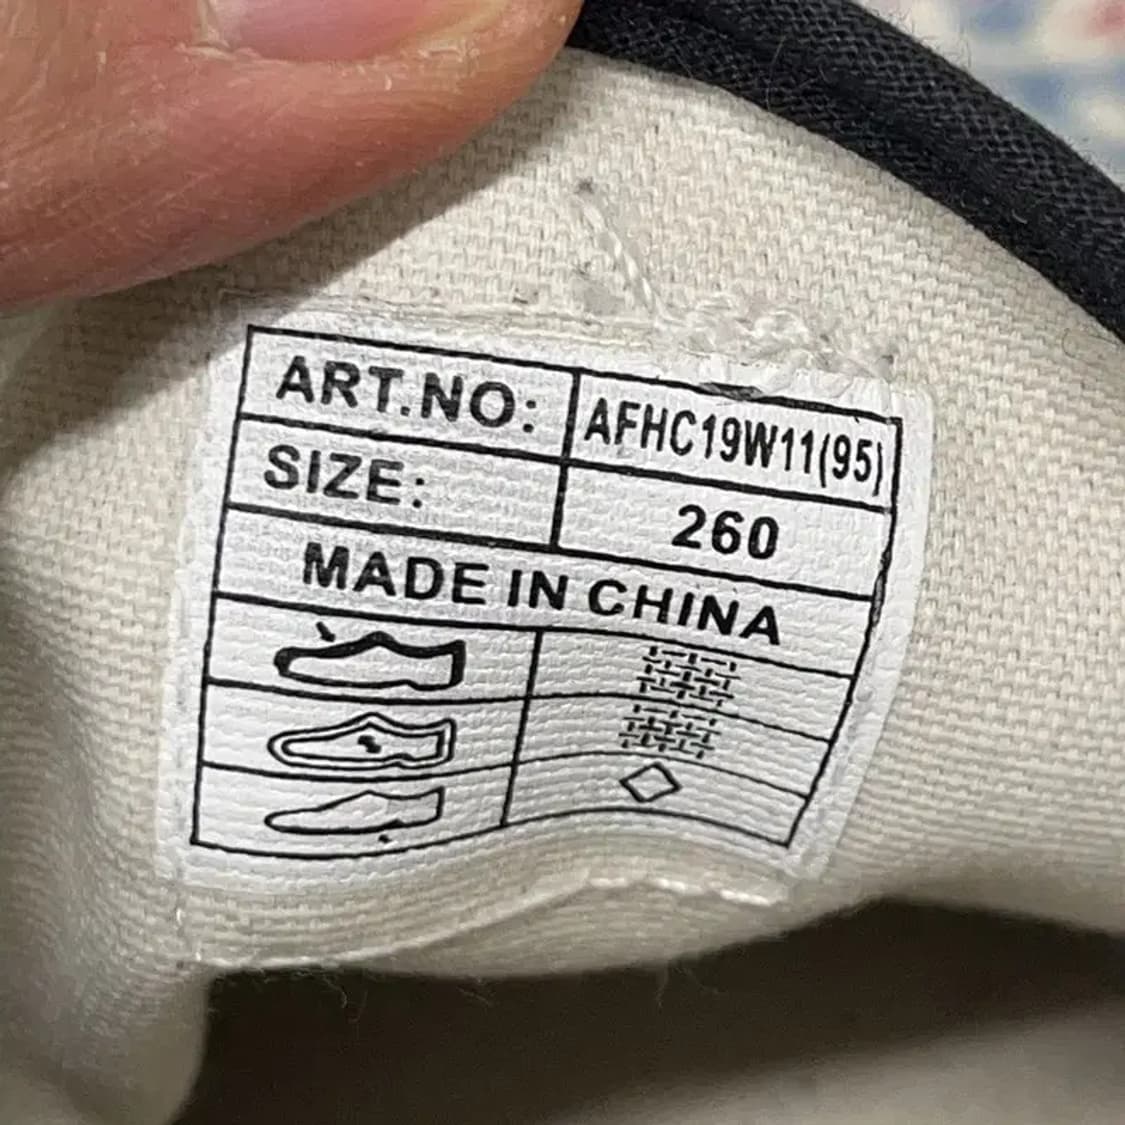 ART.NO: AFHC19W11(95)
SIZE: 260
MADE IN CHINA